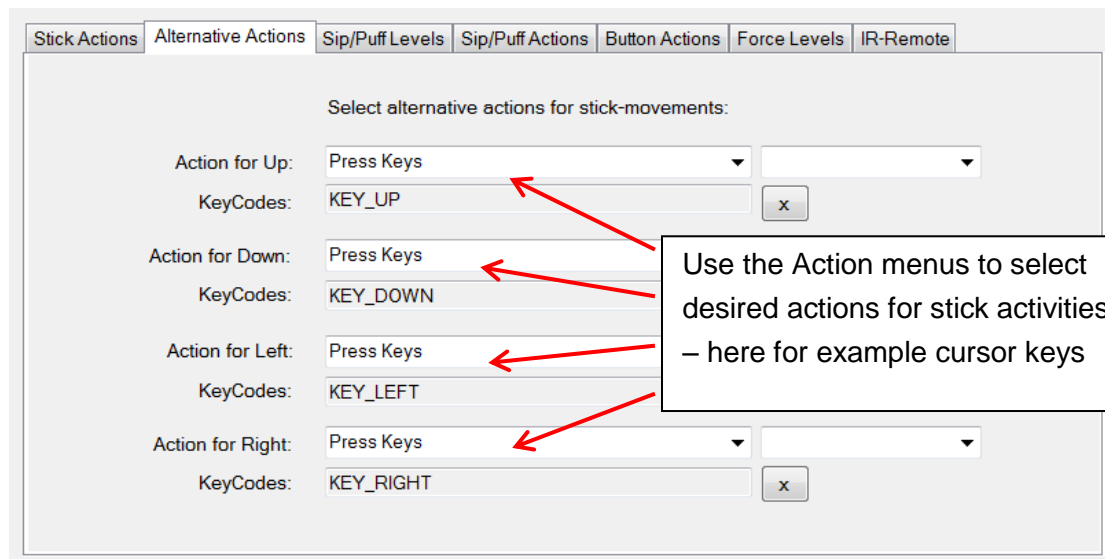 Stick Actions Alternative Actions Sip/Puff Levels Sip/Puff Actions Button Actions Force Levels IR-Remote
Select alternative actions for stick-movements:
Action for Up: Press Keys
KeyCodes: KEY_UP x
Action for Down: Press Keys
KeyCodes: KEY_DOWN
Use the Action menus to select
desired actions for stick activities
– here for example cursor keys
Action for Left: Press Keys
KeyCodes: KEY_LEFT
Action for Right: Press Keys
KeyCodes: KEY_RIGHT x